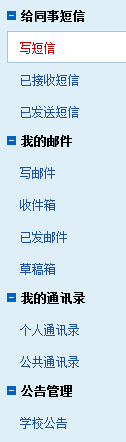 给同事短信
写短信
已接收短信
已发送短信
我的邮件
写邮件
收件箱
已发邮件
草稿箱
我的通讯录
个人通讯录
公共通讯录
公告管理
学校公告